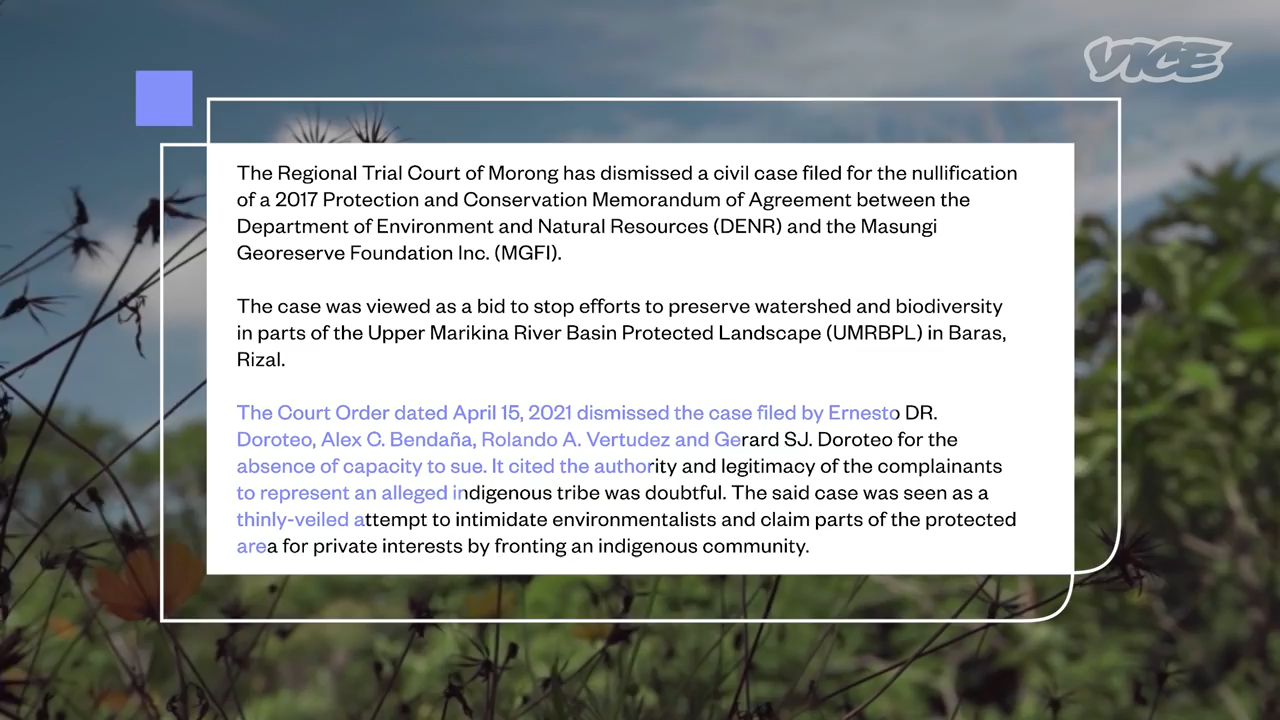 VICE
The Regional Trial Court of Morong has dismissed a civil case filed for the nullification
of a 2017 Protection and Conservation Memorandum of Agreement between the
Department of Environment and Natural Resources (DENR) and the Masungi
Georeserve Foundation Inc. (MGFI).
The case was viewed as a bid to stop efforts to preserve watershed and biodiversity
in parts of the Upper Marikina River Basin Protected Landscape (UMRBPL) in Baras,
Rizal.
The Court Order dated April 15, 2021 dismissed the case filed by Ernesto DR.
Doroteo, Alex C. Bendaña, Rolando A. Vertudez and Gerard SJ. Doroteo for the
absence of capacity to sue. It cited the authority and legitimacy of the complainants
to represent an alleged indigenous tribe was doubtful. The said case was seen as a
thinly-veiled attempt to intimidate environmentalists and claim parts of the protected
area for private interests by fronting an indigenous community.